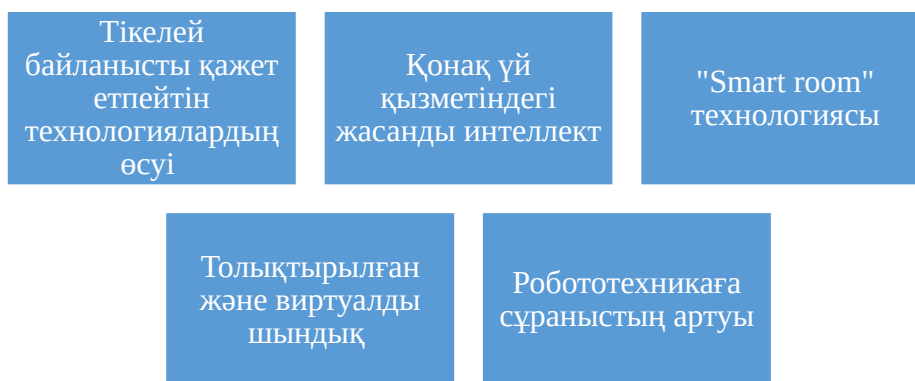 Тікелей
байланысты қажет
етпейтін
технологиялардың
өсуі
Қонақ үй
қызметіндегі
жасанды интеллект
"Smart room"
технологиясы
Толықтырылған
және виртуалды
шындық
Робототехникаға
сұраныстың артуы